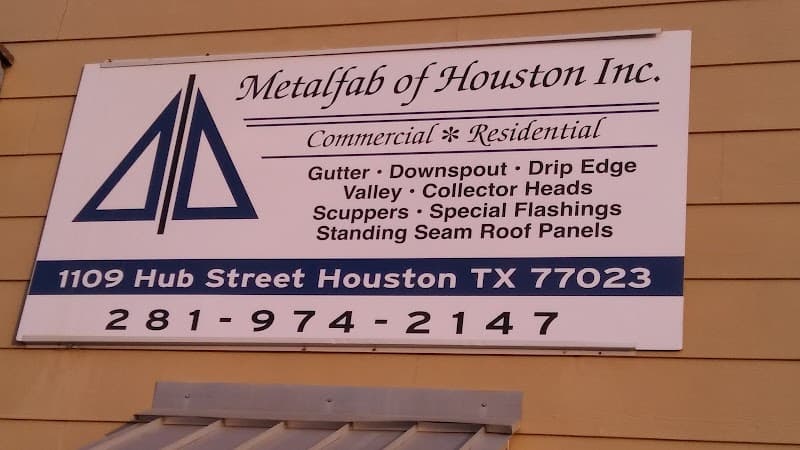 Metalfab of Houston Inc.
Commercial * Residential
Gutter • Downspout • Drip Edge
Valley • Collector Heads
Scuppers • Special Flashings
Standing Seam Roof Panels
1109 Hub Street Houston TX 77023
281-974-2147